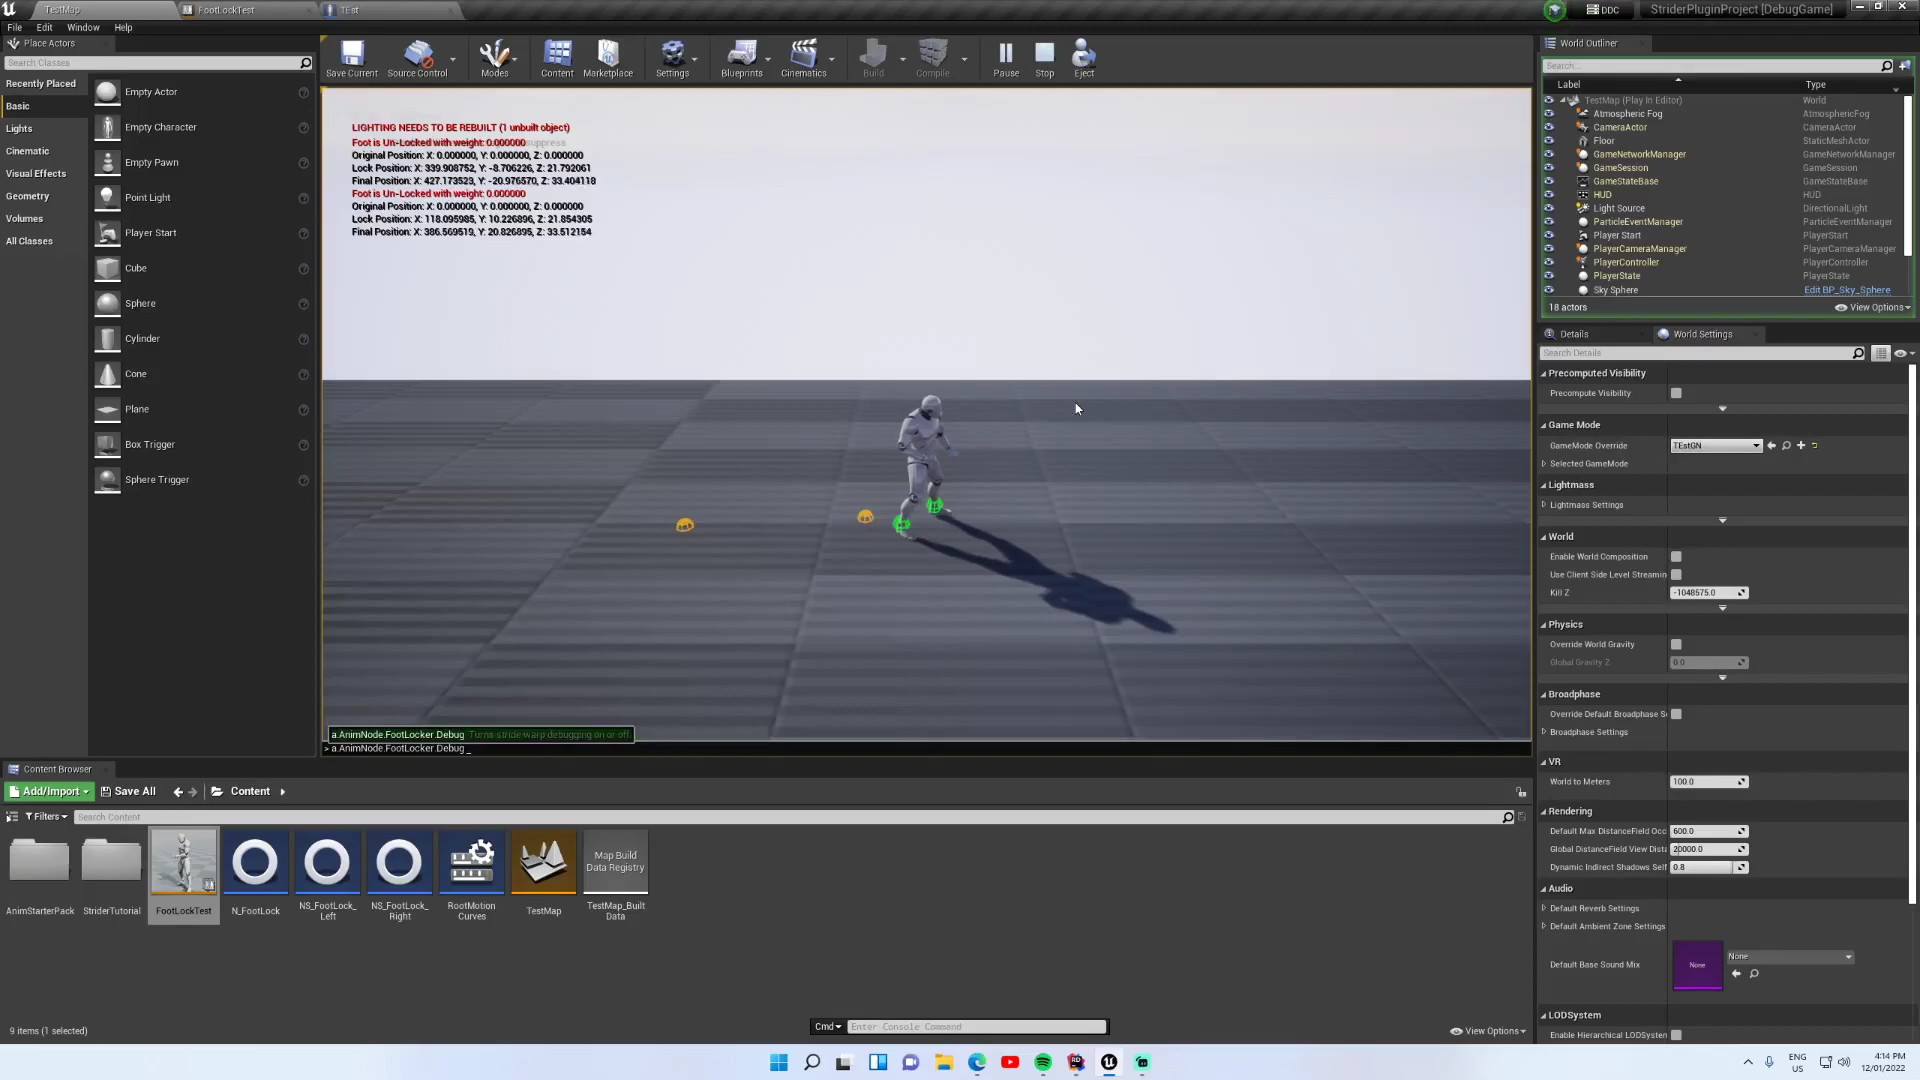 TestMap
FootLockTest
TEst
DDC
StriderPluginProject [DebugGame]
File
Edit
Window
Help
Place Actors
Search Classes
Recently Placed
Basic
Lights
Cinematic
Visual Effects
Geometry
Volumes
All Classes
Empty Actor
Empty Character
Empty Pawn
Point Light
Player Start
Cube
Sphere
Cylinder
Cone
Plane
Box Trigger
Sphere Trigger
Save Current
Source Control
Modes
Content
Marketplace
Settings
Blueprints
Cinematics
Build
Compile
Pause
Stop
Eject
LIGHTING NEEDS TO BE REBUILT (1 unbuilt object)
Foot is Un-Locked with weight: 0.000000
Original Position: X: 0.000000, Y: 0.000000, Z: 0.000000
Lock Position: X: 339.908752, Y: -8.706226, Z: 21.792061
Final Position: X: 427.173523, Y: -20.976570, Z: 33.404118
Foot is Un-Locked with weight: 0.000000
Original Position: X: 0.000000, Y: 0.000000, Z: 0.000000
Lock Position: X: 118.095985, Y: 10.226896, Z: 21.854305
Final Position: X: 386.569519, Y: 20.826895, Z: 33.512154
a.AnimNode.FootLocker.Debug Turns stride warp debugging on or off.
> a.AnimNode.FootLocker.Debug _
World Outliner
Search...
Label
Type
TestMap (Play In Editor)
World
Atmospheric Fog
AtmosphericFog
CameraActor
CameraActor
Floor
StaticMeshActor
GameNetworkManager
GameNetworkManager
GameSession
GameSession
GameStateBase
GameStateBase
HUD
HUD
Light Source
DirectionalLight
ParticleEventManager
ParticleEventManager
Player Start
PlayerStart
PlayerCameraManager
PlayerCameraManager
PlayerController
PlayerController
PlayerState
PlayerState
Sky Sphere
Edit BP_Sky_Sphere
18 actors
View Options
Details
World Settings
Search Details
Precomputed Visibility
Precompute Visibility
Game Mode
GameMode Override
TEstGN
Selected GameMode
Lightmass
Lightmass Settings
World
Enable World Composition
Use Client Side Level Streamin
Kill Z
-1048575.0
Physics
Override World Gravity
Global Gravity Z
0.0
Broadphase
Override Default Broadphase S
Broadphase Settings
VR
World to Meters
100.0
Rendering
Default Max DistanceField Occ
600.0
Global DistanceField View Dista
20000.0
Dynamic Indirect Shadows Self
0.8
Audio
Default Reverb Settings
Default Ambient Zone Settings
Default Base Sound Mix
None
None
LODSystem
Enable Hierarchical LODSystem
Content Browser
Add/Import
Save All
Content
Filters
Search Content
AnimStarterPack
StriderTutorial
FootLockTest
N_FootLock
NS_FootLock_
Left
NS_FootLock_
Right
RootMotion
Curves
TestMap
Map Build
Data Registry
TestMap_Built
Data
9 items (1 selected)
Cmd
Enter Console Command
View Options
ENG
US
4:14 PM
12/01/2022